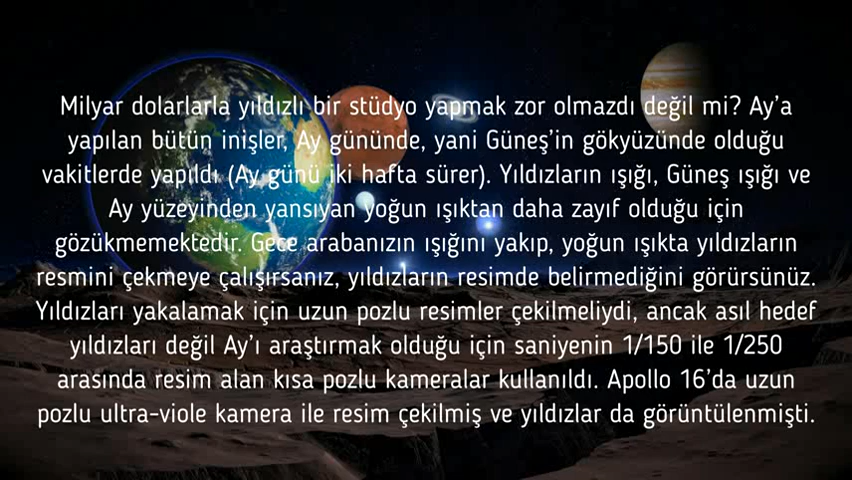 Milyar dolarlarla yıldızlı bir stüdyo yapmak zor olmazdı değil mi? Ay'a
yapılan bütün inişler, Ay gününde, yani Güneş'in gökyüzünde olduğu
vakitlerde yapıldı (Ay günü iki hafta sürer). Yıldızların ışığı, Güneş ışığı ve
Ay yüzeyinden yansıyan yoğun ışıktan daha zayıf olduğu için
gözükmemektedir. Gece arabanızın ışığını yakıp, yoğun ışıkta yıldızların
resmini çekmeye çalışırsanız, yıldızların resimde belirmediğini görürsünüz.
Yıldızları yakalamak için uzun pozlu resimler çekilmeliydi, ancak asıl hedef
yıldızları değil Ay'ı araştırmak olduğu için saniyenin 1/150 ile 1/250
arasında resim alan kısa pozlu kameralar kullanıldı. Apollo 16'da uzun
pozlu ultra-viole kamera ile resim çekilmiş ve yıldızlar da görüntülenmişti.